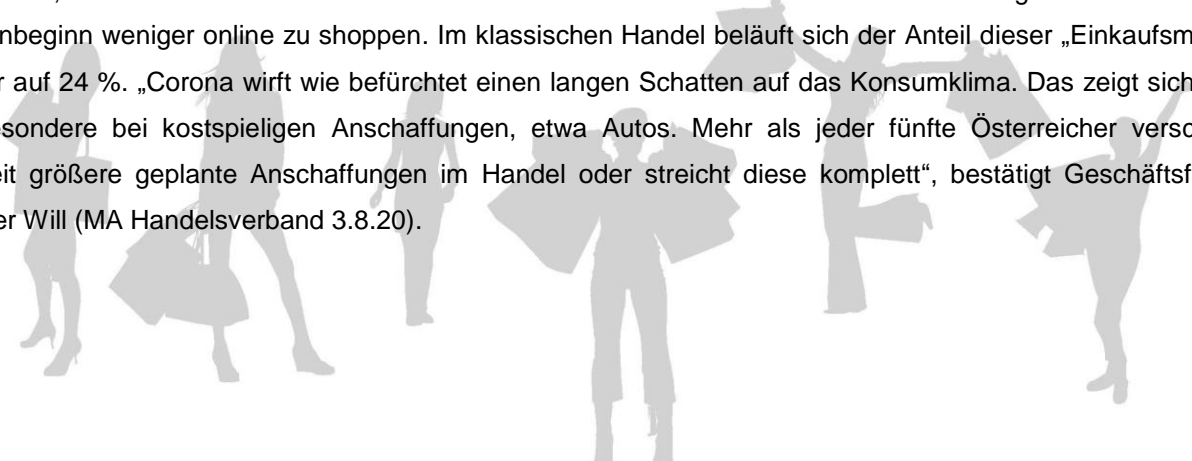 nbeginn weniger online zu shoppen. Im klassischen Handel beläuft sich der Anteil dieser „Einkaufsm
r auf 24 %. „Corona wirft wie befürchtet einen langen Schatten auf das Konsumklima. Das zeigt sich
esondere bei kostspieligen Anschaffungen, etwa Autos. Mehr als jeder fünfte Österreicher versc
eit größere geplante Anschaffungen im Handel oder streicht diese komplett“, bestätigt Geschäftsf
er Will (MA Handelsverband 3.8.20).